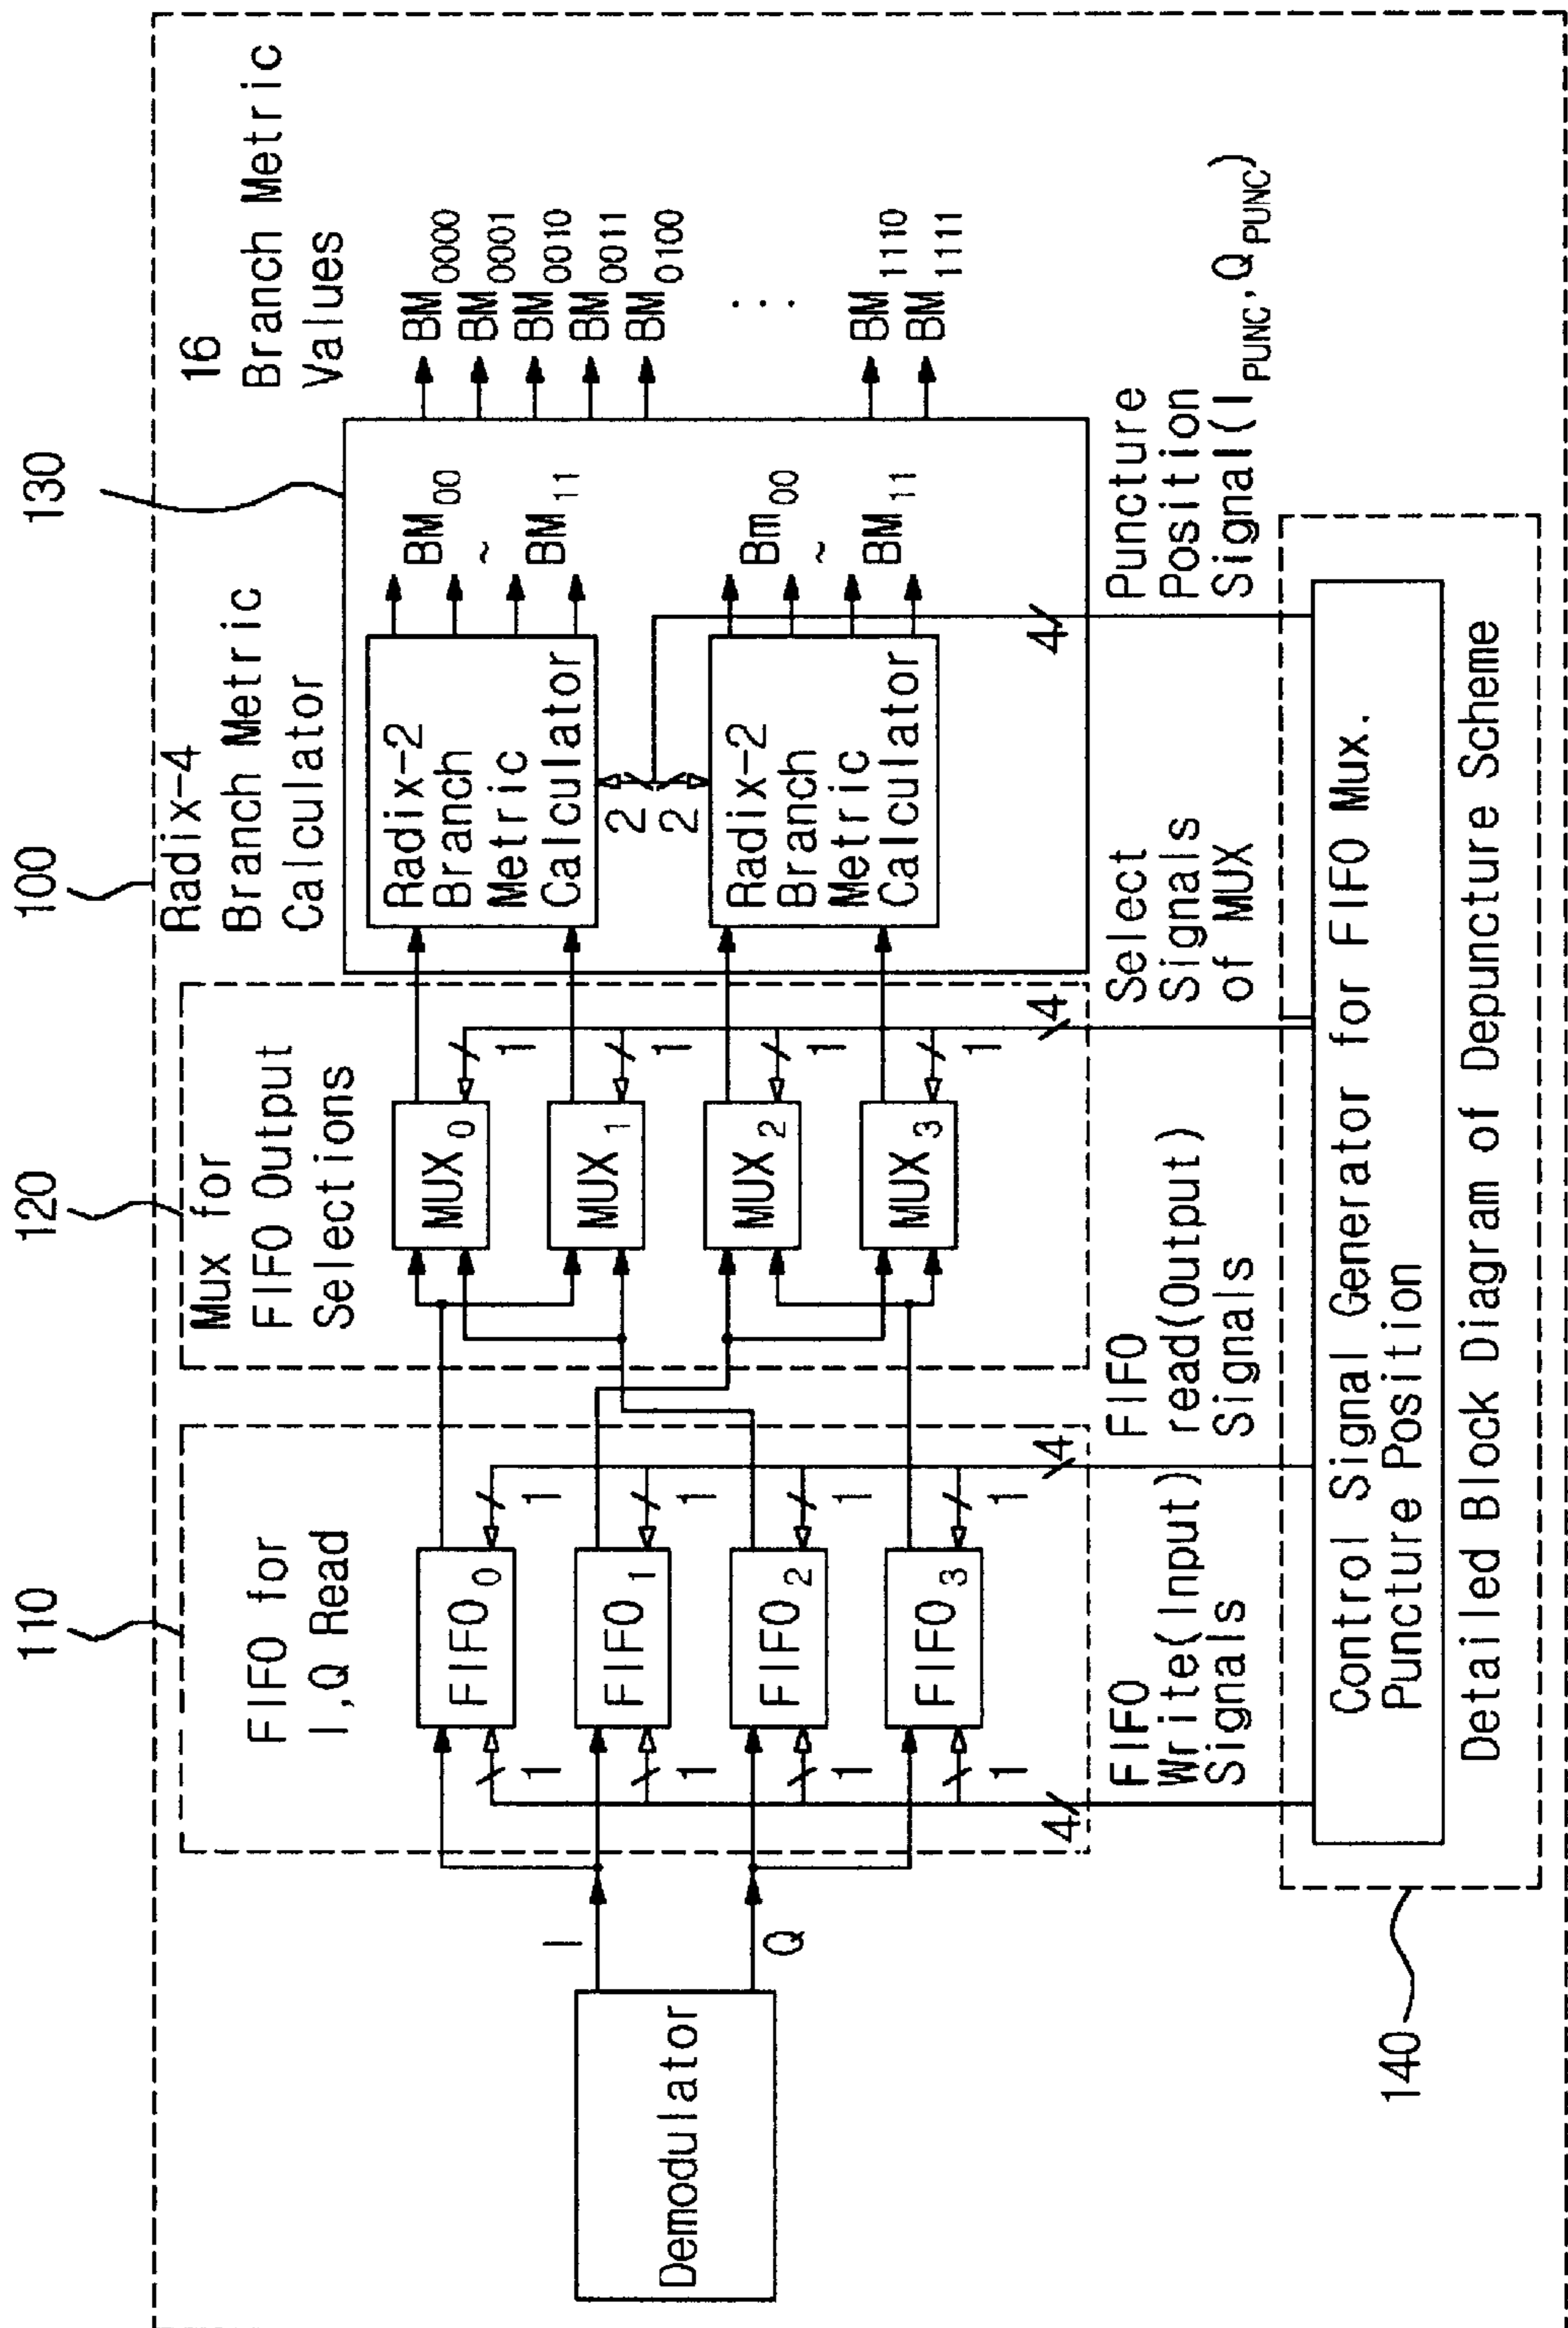 100
110
120
130
FIFO for
I,Q Read
Mux for
FIFO Output
Selections
Radix-4
Branch Metric
Calculator
16
Branch Metric
Values
Demodulator
I
Q
FIFO0
FIFO1
FIFO2
FIFO3
1
1
1
1
4
1
1
1
1
4
MUX0
MUX1
MUX2
MUX3
1
1
1
1
4
Radix-2
Branch
Metric
Calculator
BM00
~
BM11
2
2
Radix-2
Branch
Metric
Calculator
Bm00
~
BM11
4
BM0000
BM0001
BM0010
BM0011
BM0100
...
BM1110
BM1111
FIFO
Write(Input)
Signals
FIFO
read(Output)
Signals
Select
Signals
of MUX
Puncture
Position
Signal(IPUNC,QPUNC)
Control Signal Generator for FIFO Mux.
Puncture Position
Detailed Block Diagram of Depuncture Scheme
140